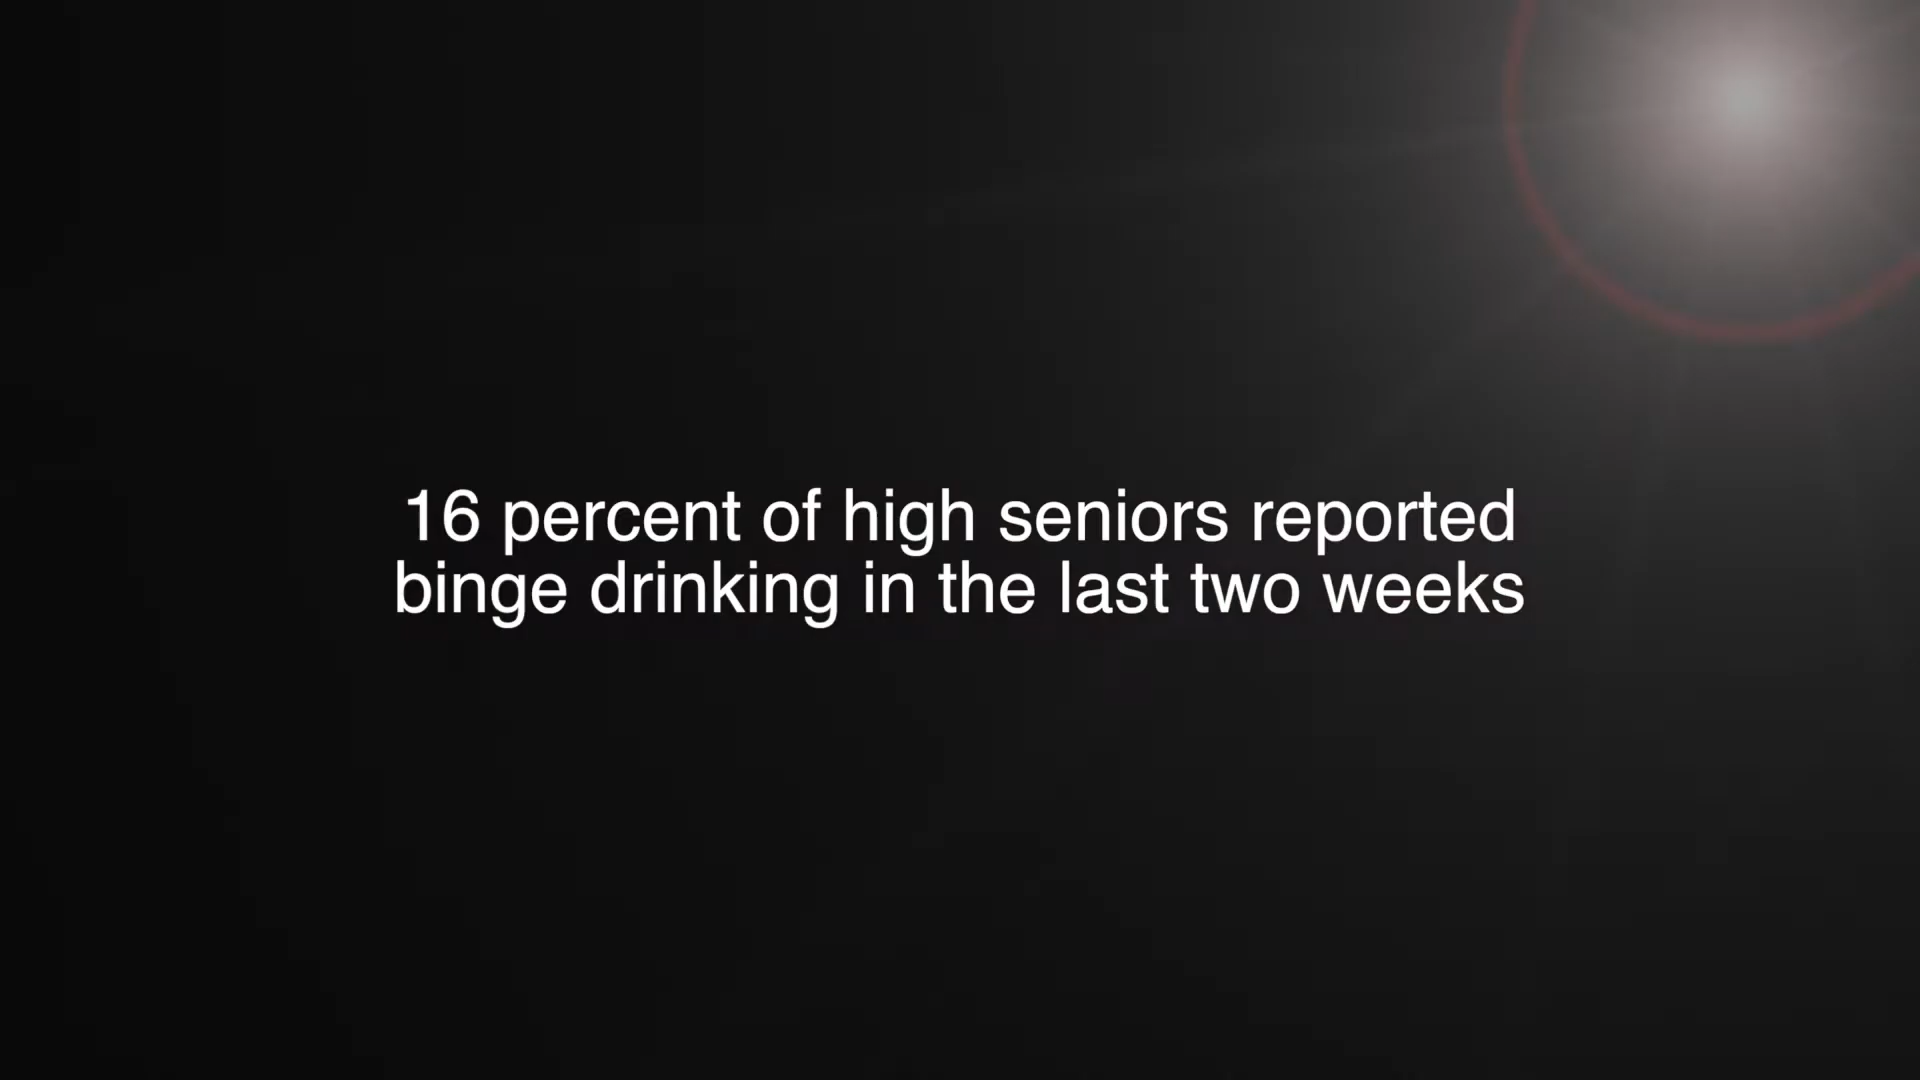 16 percent of high seniors reported
binge drinking in the last two weeks